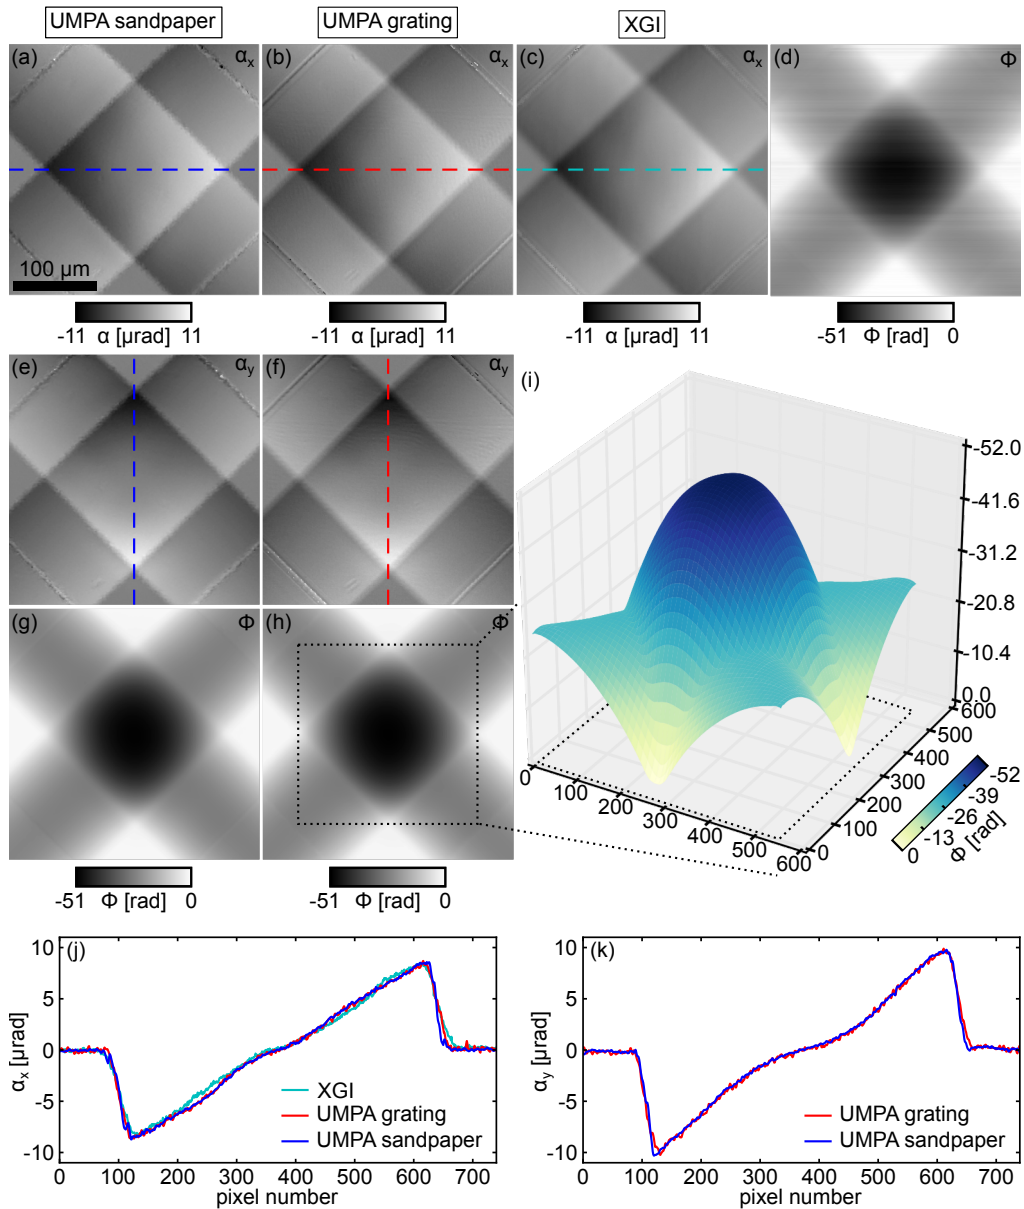 UMPA sandpaper
UMPA grating
XGI
(a)
αx
(b)
αx
(c)
αx
(d)
Φ
100 µm
-11 α [µrad] 11
-11 α [µrad] 11
-11 α [µrad] 11
-51 Φ [rad] 0
(e)
αy
(f)
αy
(i)
-52.0
-41.6
-31.2
-20.8
-10.4
0.0
600
500
400
300
200
100
0
0
100
200
300
400
500
600
-52
-39
-26
-13
0
Φ [rad]
(g)
Φ
(h)
Φ
-51 Φ [rad] 0
-51 Φ [rad] 0
(j)
10
5
0
-5
-10
αx [µrad]
XGI
UMPA grating
UMPA sandpaper
0 100 200 300 400 500 600 700
pixel number
(k)
10
5
0
-5
-10
αy [µrad]
UMPA grating
UMPA sandpaper
0 100 200 300 400 500 600 700
pixel number